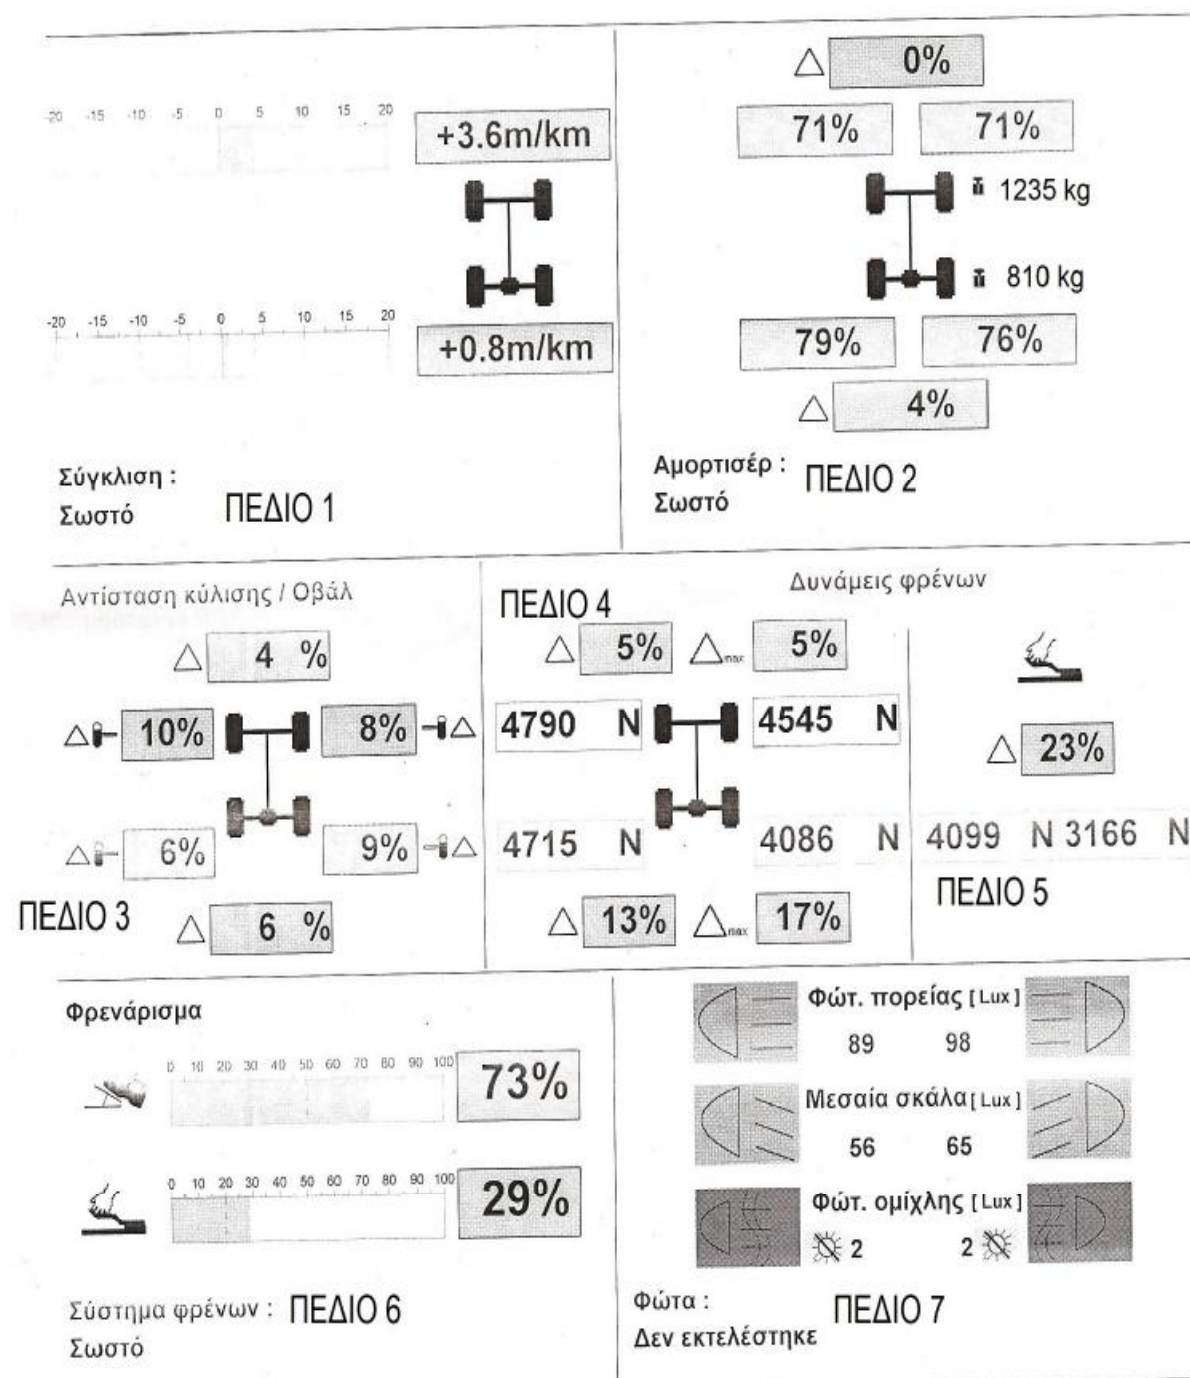 -20 -15 -10 -5 0 5 10 15 20
+3.6m/km
-20 -15 -10 -5 0 5 10 15 20
+0.8m/km
Σύγκλιση :
Σωστό
ΠΕΔΙΟ 1
0%
71% 71%
1235 kg
810 kg
79% 76%
4%
Αμορτισέρ :
Σωστό
ΠΕΔΙΟ 2
Αντίσταση κύλισης / Οβάλ
4 %
10% 8%
6% 9%
ΠΕΔΙΟ 3
6 %
Δυνάμεις φρένων
ΠΕΔΙΟ 4
5% max 5%
4790 N 4545 N
4715 N 4086 N
13% max 17%
23%
4099 N 3166 N
ΠΕΔΙΟ 5
Φρενάρισμα
0 10 20 30 40 50 60 70 80 90 100
73%
0 10 20 30 40 50 60 70 80 90 100
29%
Σύστημα φρένων : ΠΕΔΙΟ 6
Σωστό
Φώτ. πορείας [Lux]
89 98
Μεσαία σκάλα [Lux]
56 65
Φώτ. ομίχλης [Lux]
2 2
Φώτα : ΠΕΔΙΟ 7
Δεν εκτελέστηκε